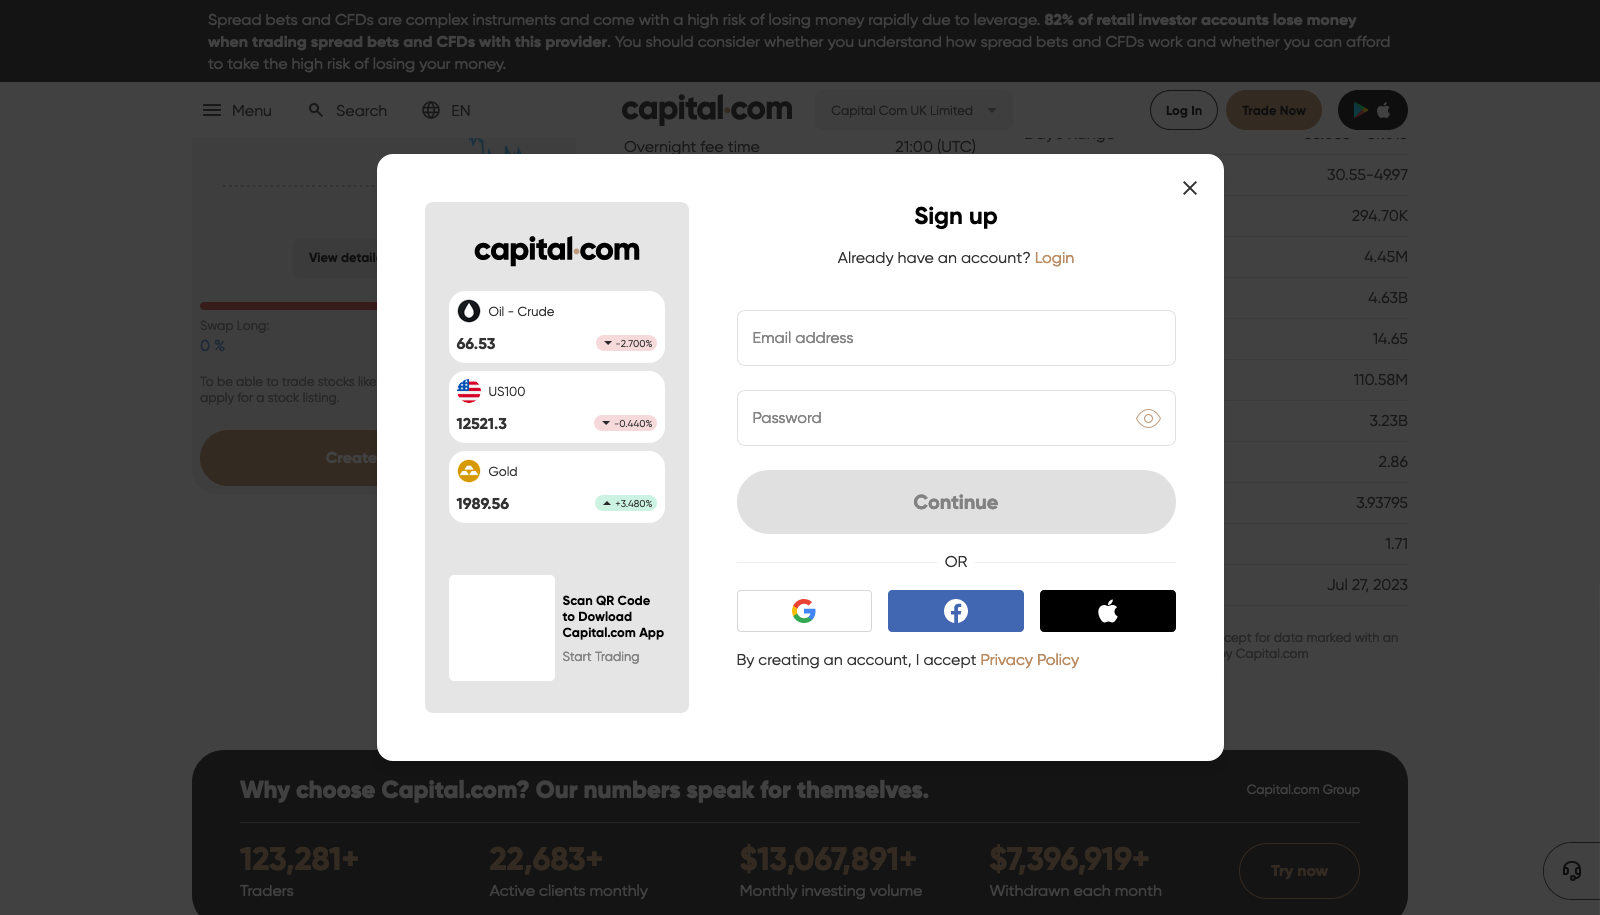 Spread bets and CFDs are complex instruments and come with a high risk of losing money rapidly due to leverage. 82% of retail investor accounts lose money
when trading spread bets and CFDs with this provider. You should consider whether you understand how spread bets and CFDs work and whether you can afford
to take the high risk of losing your money.
Menu
Search
EN
capital.com
Capital Com UK Limited
Log In
Trade Now
Overnight fee time
21:00 (UTC)
30.55-49.97
294.70K
4.45M
4.63B
14.65
110.58M
3.23B
2.86
3.93795
1.71
Jul 27, 2023
View
Swap Long:
0 %
To be able to trade stocks like
apply for a stock listing.
Create
capital.com
Oil - Crude
66.53
-2.700%
US100
12521.3
-0.440%
Gold
1989.56
+3.480%
Scan QR Code
to Dowload
Capital.com App
Start Trading
Sign up
Already have an account? Login
Email address
Password
Continue
OR
By creating an account, I accept Privacy Policy
for data marked with an
Capital.com
Why choose Capital.com? Our numbers speak for themselves.
Capital.com Group
123,281+
Traders
22,683+
Active clients monthly
$13,067,891+
Monthly investing volume
$7,396,919+
Withdrawn each month
Try now